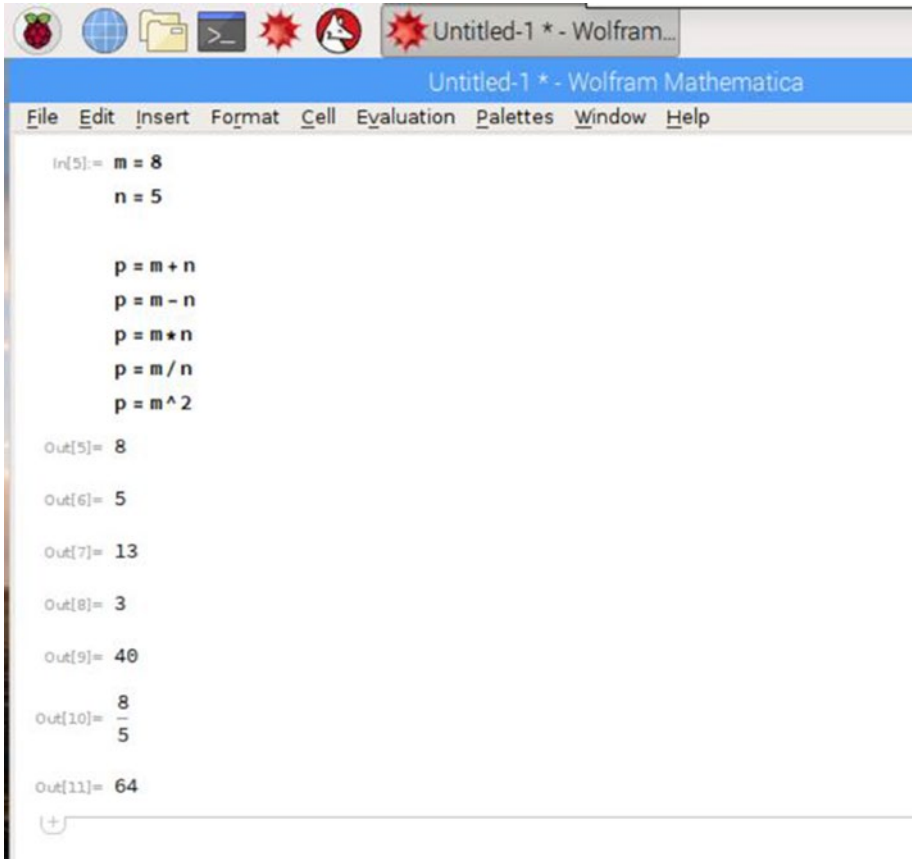 Untitled-1 * - Wolfram...
Untitled-1 * - Wolfram Mathematica
File Edit Insert Format Cell Evaluation Palettes Window Help
In[5]:= m = 8
n = 5
p = m + n
p = m - n
p = m * n
p = m / n
p = m ^ 2
Out[5]= 8
Out[6]= 5
Out[7]= 13
Out[8]= 3
Out[9]= 40
Out[10]= 8/5
Out[11]= 64